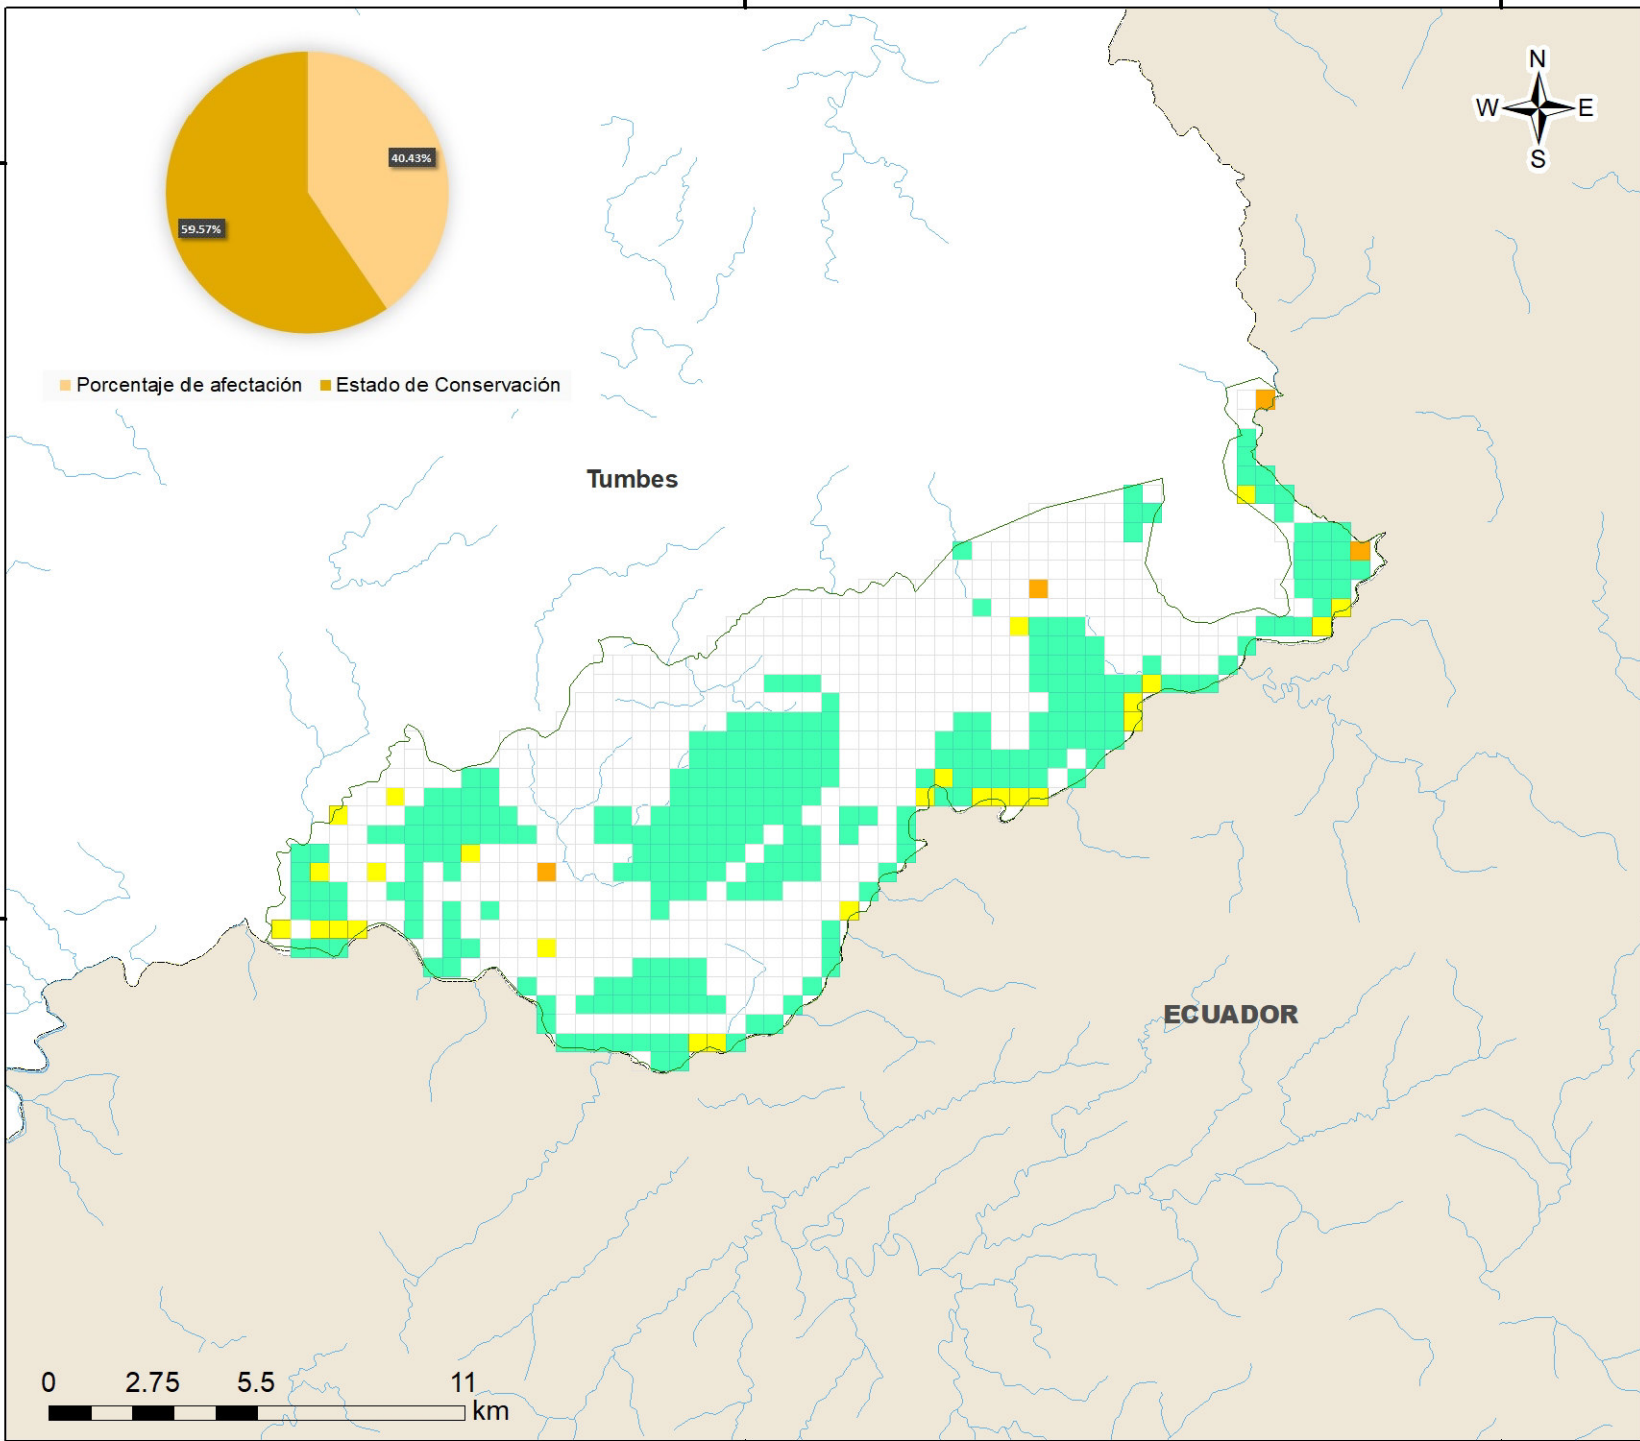 N
W E
S
40.43%
59.57%
Porcentaje de afectación Estado de Conservación
Tumbes
ECUADOR
0 2.75 5.5 11
km